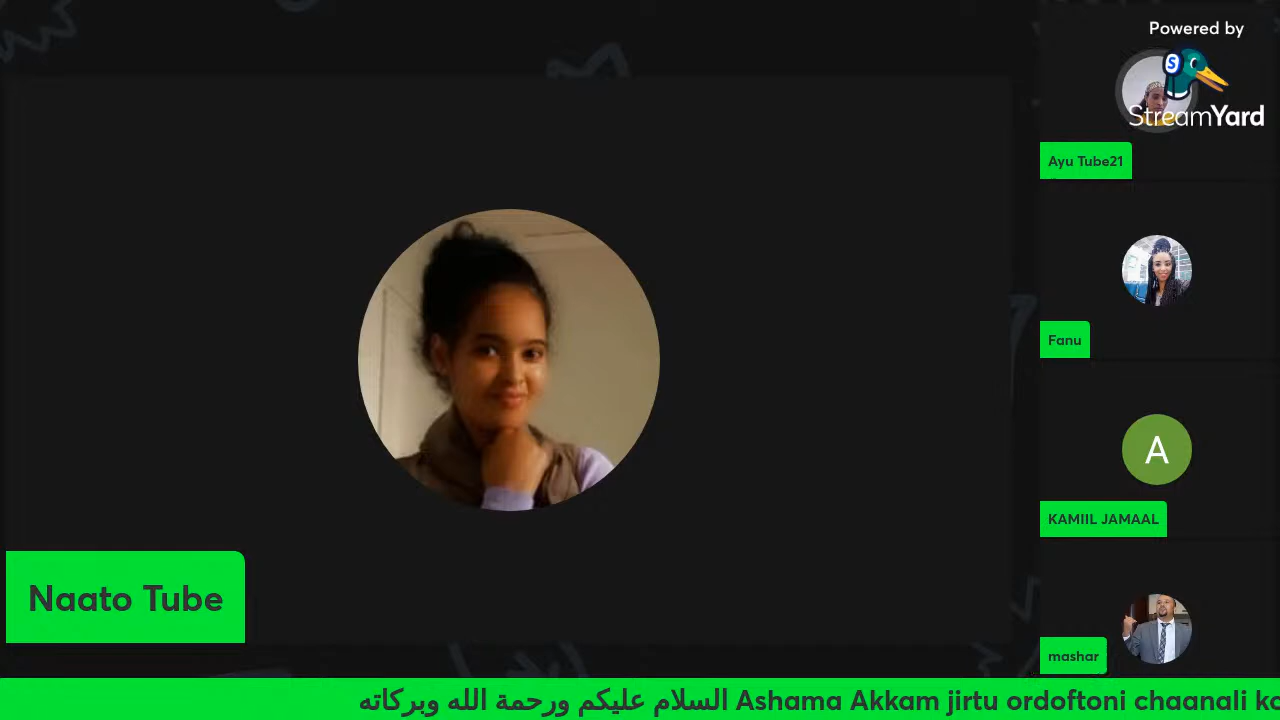 Powered by
StreamYard
Ayu Tube21
Fanu
A
KAMIIL JAMAAL
mashar
Naato Tube
السلام عليكم ورحمة الله وبركاته Ashama Akkam jirtu ordoftoni chaanali